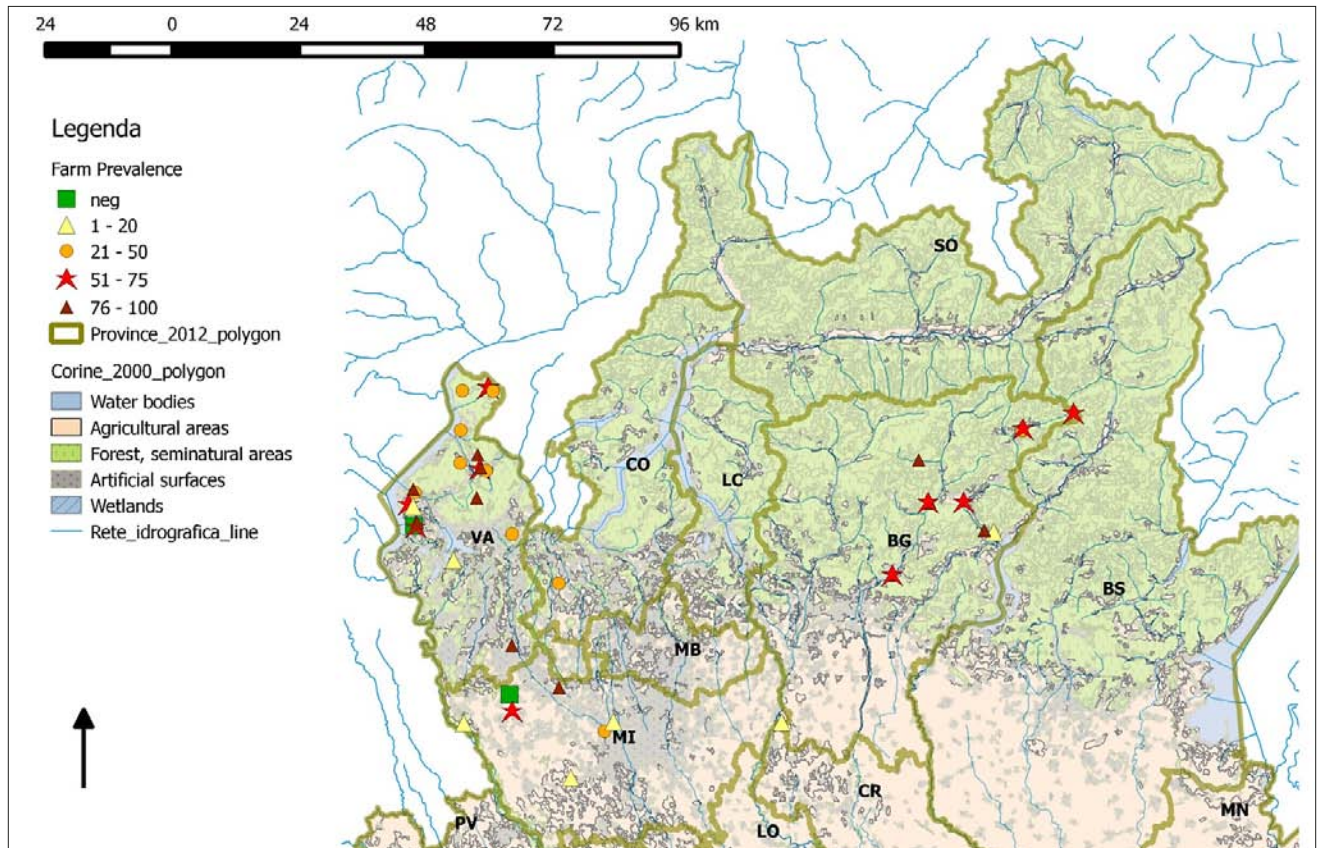 24 0 24 48 72 96 km
Legenda
Farm Prevalence
neg
1 - 20
21 - 50
51 - 75
76 - 100
Province_2012_polygon
Corine_2000_polygon
Water bodies
Agricultural areas
Forest, seminatural areas
Artificial surfaces
Wetlands
Rete_idrografica_line
SO
CO
LC
VA
BG
BS
MB
MI
CR
PV
LO
MN